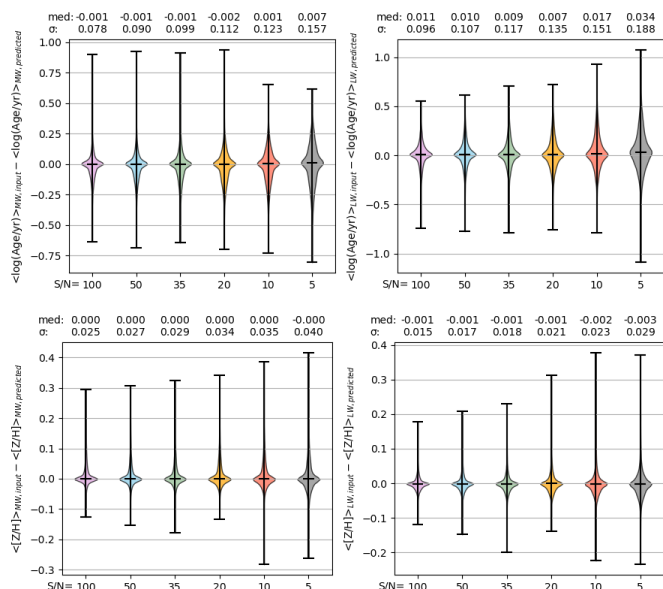 med: -0.001 -0.001 -0.001 -0.002 0.001 0.007
σ: 0.078 0.090 0.099 0.112 0.123 0.157
1.00
0.75
0.50
0.25
0.00
−0.25
−0.50
−0.75
<log(Age/yr)>MW,input − <log(Age/yr)>MW,predicted
S/N= 100 50 35 20 10 5
med: 0.011 0.010 0.009 0.007 0.017 0.034
σ: 0.096 0.107 0.117 0.135 0.151 0.188
1.0
0.5
0.0
−0.5
−1.0
<log(Age/yr)>LW,input − <log(Age/yr)>LW,predicted
S/N= 100 50 35 20 10 5
med: 0.000 0.000 0.000 0.000 0.000 -0.000
σ: 0.025 0.027 0.029 0.034 0.035 0.040
0.4
0.3
0.2
0.1
0.0
−0.1
−0.2
−0.3
<[Z/H]>MW,input − <[Z/H]>MW,predicted
S/N= 100 50 35 20 10 5
med: -0.001 -0.001 -0.001 -0.001 -0.002 -0.003
σ: 0.015 0.017 0.018 0.021 0.023 0.029
0.4
0.3
0.2
0.1
0.0
−0.1
−0.2
<[Z/H]>LW,input − <[Z/H]>LW,predicted
S/N= 100 50 35 20 10 5